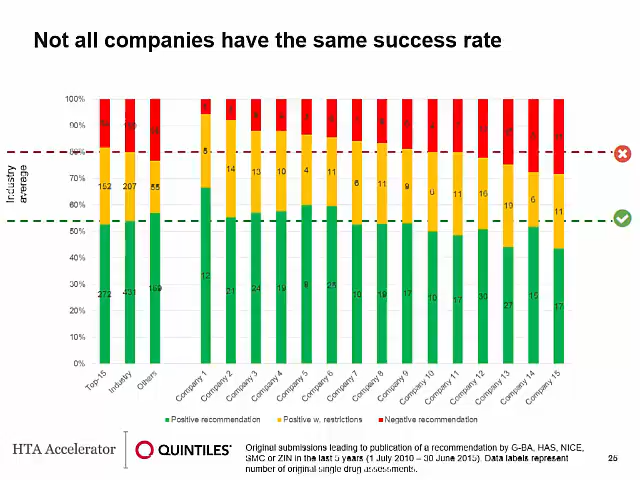 Not all companies have the same success rate
100%
90%
80%
70%
60%
50%
40%
30%
20%
10%
0%
Industry
average
152 207 55
272 431 159
5 14 13 10 4 11 6 11 9 6 11 16 19 6 11
12 21 24 19 9 25 10 19 17 10 17 30 27 15 17
Top-15 Industry Others Company 1 Company 2 Company 3 Company 4 Company 5 Company 6 Company 7 Company 8 Company 9 Company 10 Company 11 Company 12 Company 13 Company 14 Company 15
Positive recommendation Positive w. restrictions Negative recommendation
HTA Accelerator
QUINTILES
Original submissions leading to publication of a recommendation by G-BA, HAS, NICE,
SMC or ZIN in the last 5 years (1 July 2010 – 30 June 2015). Data labels represent
number of original single drug assessments.
25